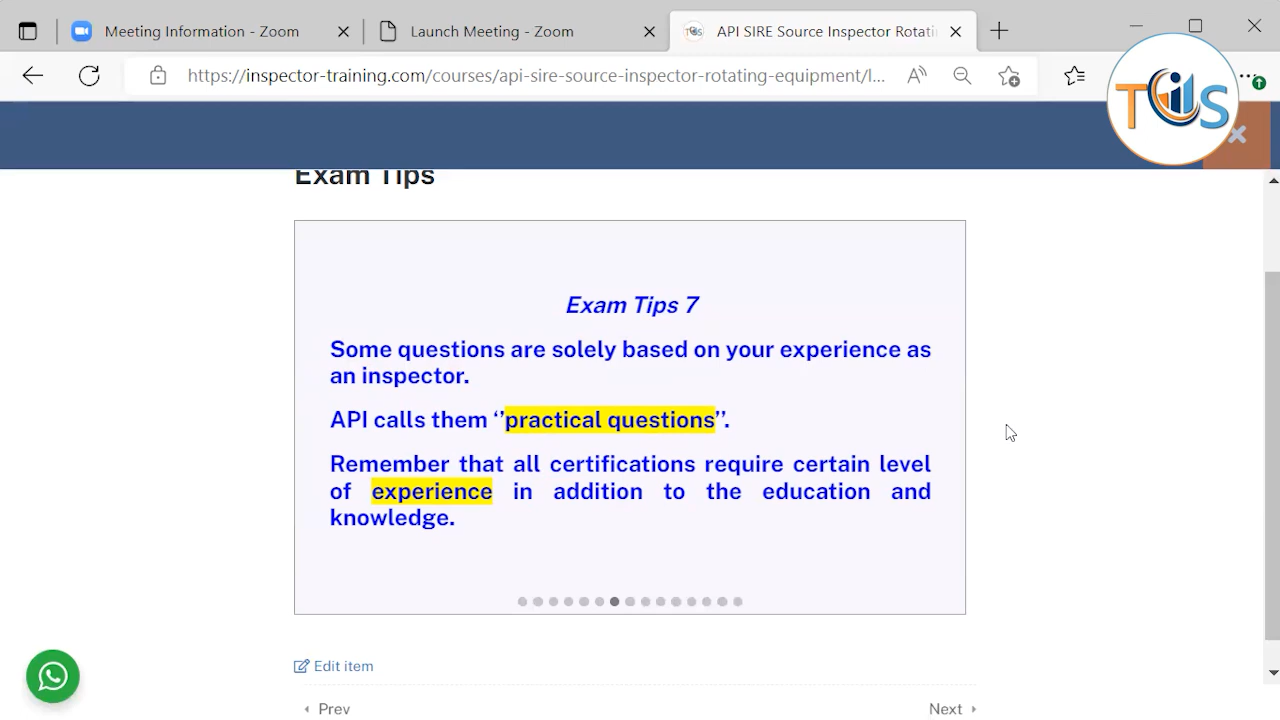 Meeting Information - Zoom
Launch Meeting - Zoom
API SIRE Source Inspector Rotati
https://inspector-training.com/courses/api-sire-source-inspector-rotating-equipment/l...
TIS
Exam Tips
Exam Tips 7
Some questions are solely based on your experience as
an inspector.
API calls them ‘’practical questions’’.
Remember that all certifications require certain level
of experience in addition to the education and
knowledge.
Edit item
Prev
Next